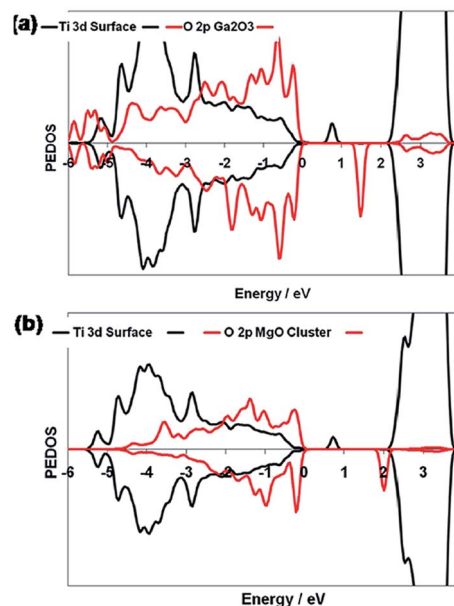 (a)
Ti 3d Surface O 2p Ga2O3
PEDOS
-6 -5 -4 -3 -2 -1 0 1 2 3
Energy / eV
(b)
Ti 3d Surface O 2p MgO Cluster
PEDOS
-6 -5 -4 -3 -2 -1 0 1 2 3
Energy / eV